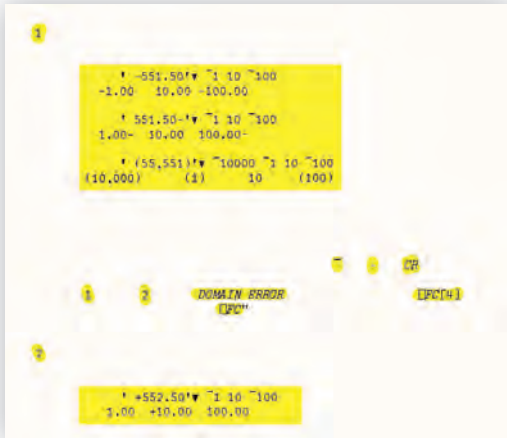 1
' -551.50'⍕ ¯1 10 ¯100
-1.00 10.00 -100.00
' 551.50-'⍕ ¯1 10 ¯100
1.00- 10.00 100.00-
' (55,551)'⍕ ¯10000 ¯1 10 ¯100
(10,000) (1) 10 (100)
¯ CR
1 2 DOMAIN ERROR ⎕FC[4]
⎕FC"
2
' +552.50'⍕ ¯1 10 ¯100
1.00 +10.00 100.00